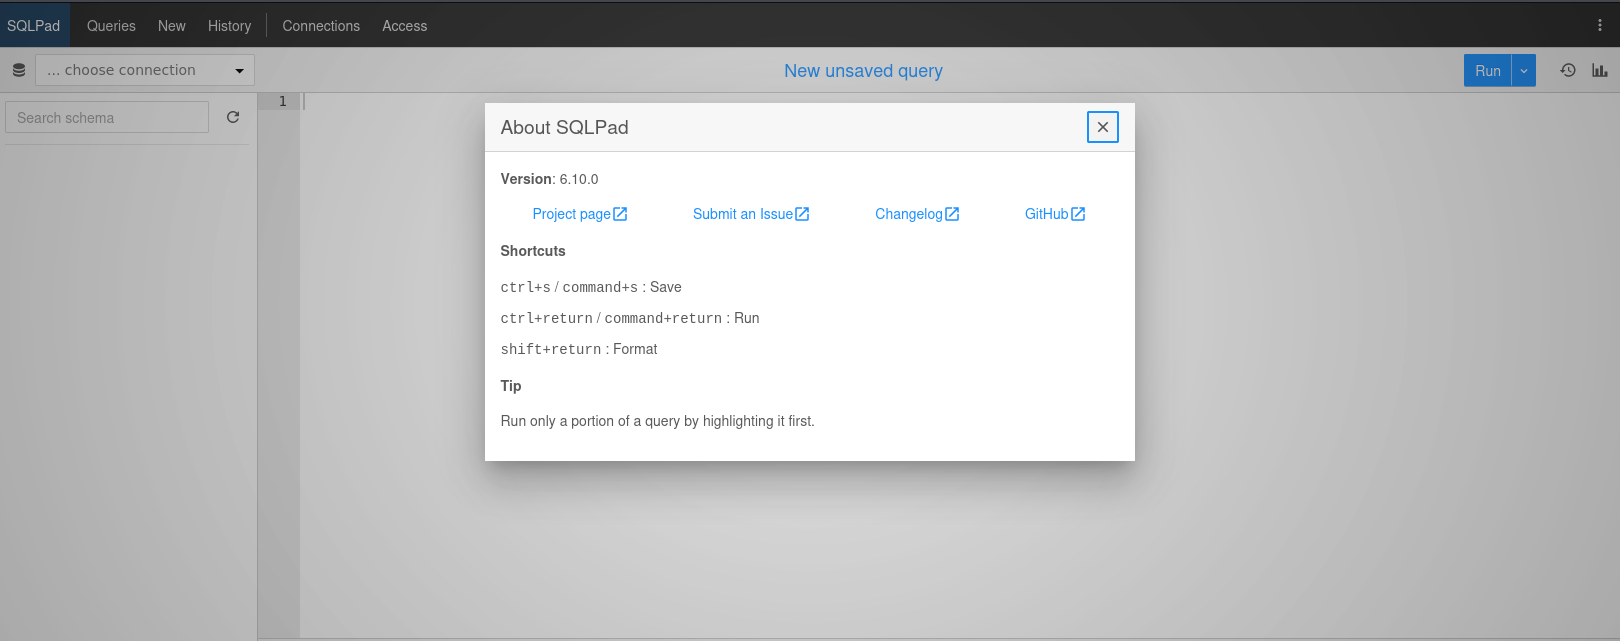 SQLPad Queries New History Connections Access
... choose connection New unsaved query Run
Search schema
1
About SQLPad
Version: 6.10.0
Project page Submit an Issue Changelog GitHub
Shortcuts
ctrl+s / command+s : Save
ctrl+return / command+return : Run
shift+return : Format
Tip
Run only a portion of a query by highlighting it first.